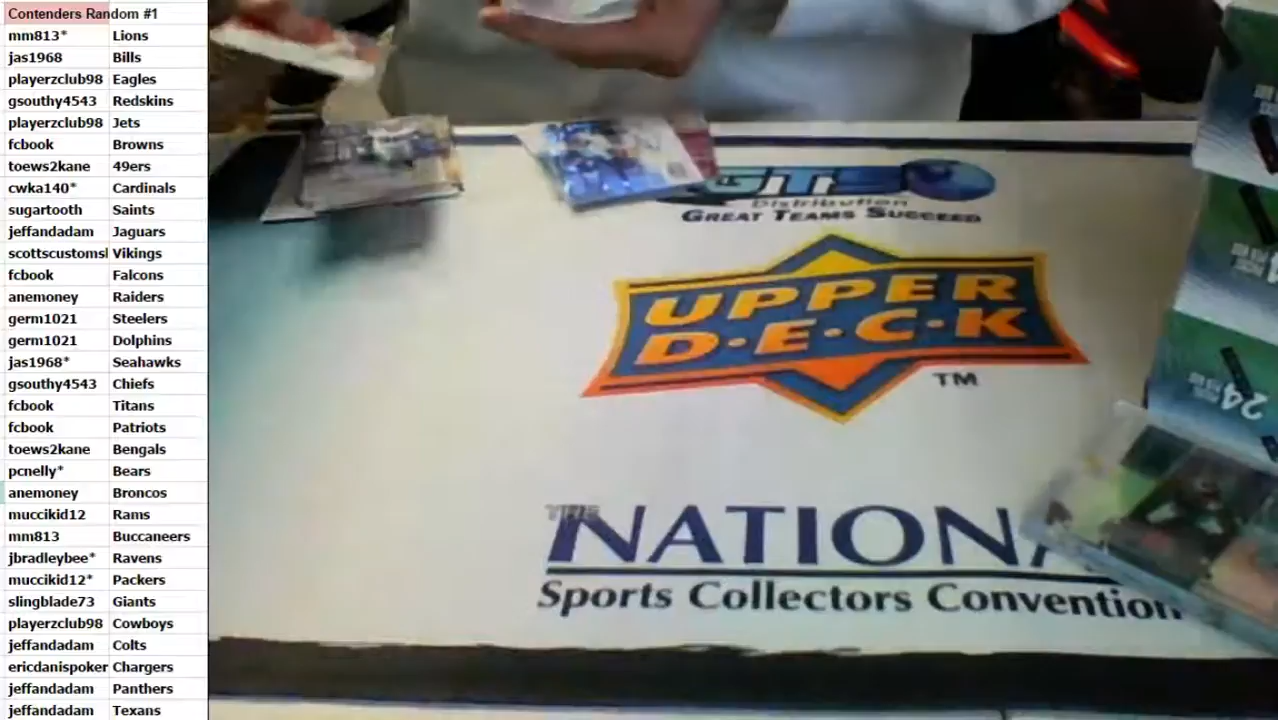 Contenders Random #1
mm813* Lions
jas1968 Bills
playerzclub98 Eagles
gsouthy4543 Redskins
playerzclub98 Jets
fcbook Browns
toews2kane 49ers
cwka140* Cardinals
sugartooth Saints
jeffandadam Jaguars
scottscustoms Vikings
fcbook Falcons
anemoney Raiders
germ1021 Steelers
germ1021 Dolphins
jas1968* Seahawks
gsouthy4543 Chiefs
fcbook Titans
fcbook Patriots
toews2kane Bengals
pcnelly* Bears
anemoney Broncos
muccikid12 Rams
mm813 Buccaneers
jbradleybee* Ravens
muccikid12* Packers
slingblade73 Giants
playerzclub98 Cowboys
jeffandadam Colts
ericdanispoker Chargers
jeffandadam Panthers
jeffandadam Texans
Distribution
GREAT TEAMS SUCCEED
UPPER
D·E·C·K
TM
THE
Sports Collectors Convention
24